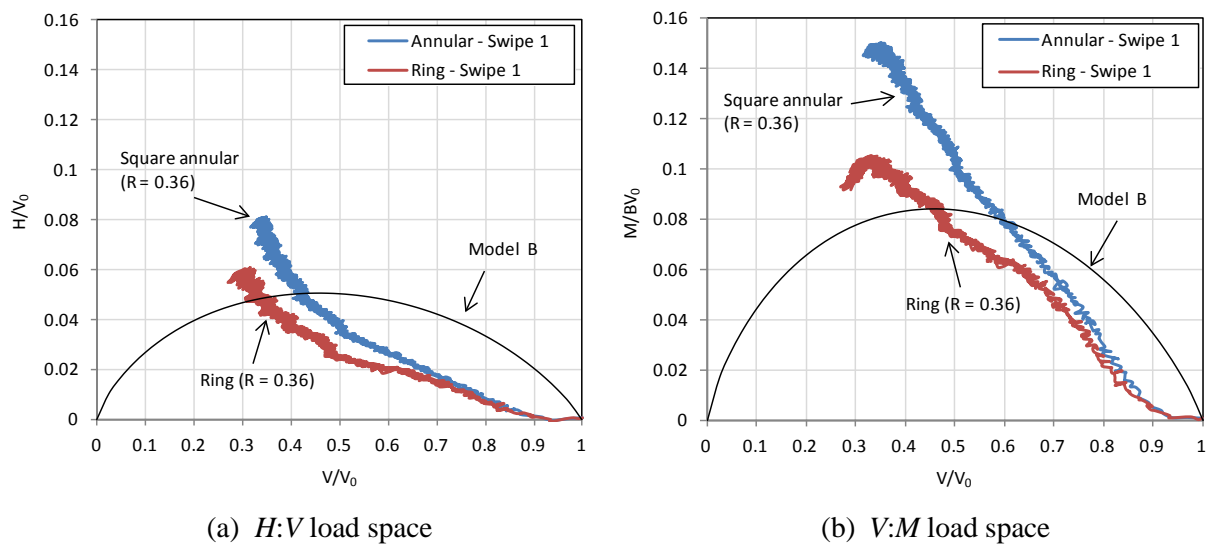 0.16
0.14
0.12
0.1
0.08
0.06
0.04
0.02
0
H/V₀
0 0.1 0.2 0.3 0.4 0.5 0.6 0.7 0.8 0.9 1
V/V₀
Annular - Swipe 1
Ring - Swipe 1
Square annular
(R = 0.36)
Model B
Ring (R = 0.36)
(a) H:V load space
0.16
0.14
0.12
0.1
0.08
0.06
0.04
0.02
0
M/BV₀
0 0.1 0.2 0.3 0.4 0.5 0.6 0.7 0.8 0.9 1
V/V₀
Annular - Swipe 1
Ring - Swipe 1
Square annular
(R = 0.36)
Model B
Ring (R = 0.36)
(b) V:M load space